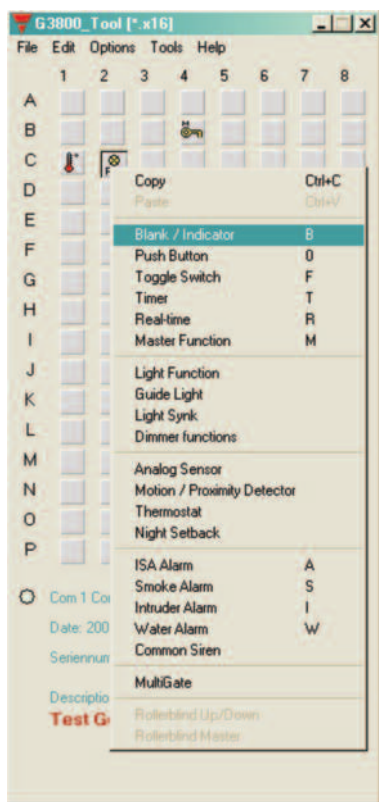 G3800_Tool [*.x16]
File Edit Options Tools Help
1 2 3 4 5 6 7 8
A
B
C
D
E
F
G
H
I
J
K
L
M
N
O
P
Copy Ctrl+C
Paste Ctrl+V
Blank / Indicator B
Push Button 0
Toggle Switch F
Timer T
Real-time R
Master Function M
Light Function
Guide Light
Light Synk
Dimmer functions
Analog Sensor
Motion / Proximity Detector
Thermostat
Night Setback
ISA Alarm A
Smoke Alarm S
Intruder Alarm I
Water Alarm W
Common Siren
MultiGate
Rollerblind Up/Down
Rollerblind Master
Com 1
Date: 200
Seriennum
Descriptio
Test G